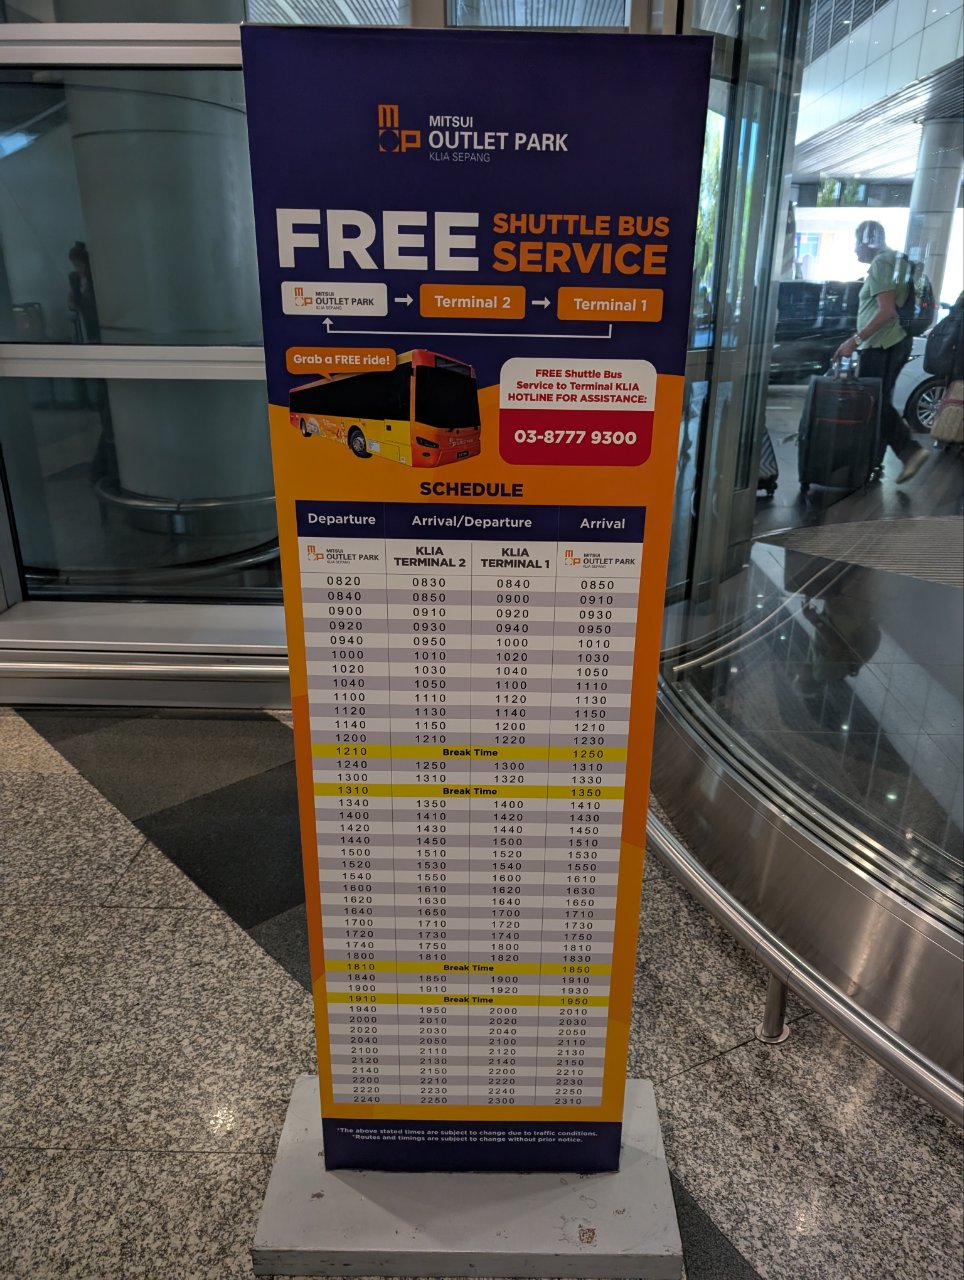 MITSUI
OUTLET PARK
KLIA SEPANG
FREE SHUTTLE BUS SERVICE
MITSUI OUTLET PARK KLIA SEPANG → Terminal 2 → Terminal 1
Grab a FREE ride!
FREE Shuttle Bus
Service to Terminal KLIA
HOTLINE FOR ASSISTANCE:
03-8777 9300
SCHEDULE
Departure Arrival/Departure Arrival
MITSUI OUTLET PARK KLIA SEPANG KLIA TERMINAL 2 KLIA TERMINAL 1 MITSUI OUTLET PARK KLIA SEPANG
0820 0830 0840 0850
0840 0850 0900 0910
0900 0910 0920 0930
0920 0930 0940 0950
0940 0950 1000 1010
1000 1010 1020 1030
1020 1030 1040 1050
1040 1050 1100 1110
1100 1110 1120 1130
1120 1130 1140 1150
1140 1150 1200 1210
1200 1210 1220 1230
1210 Break Time 1250
1240 1250 1300 1310
1300 1310 1320 1330
1310 Break Time 1350
1340 1350 1400 1410
1400 1410 1420 1430
1420 1430 1440 1450
1440 1450 1500 1510
1500 1510 1520 1530
1520 1530 1540 1550
1540 1550 1600 1610
1600 1610 1620 1630
1620 1630 1640 1650
1640 1650 1700 1710
1700 1710 1720 1730
1720 1730 1740 1750
1740 1750 1800 1810
1800 1810 1820 1830
1810 Break Time 1850
1840 1850 1900 1910
1900 1910 1920 1930
1910 Break Time 1950
1940 1950 2000 2010
2000 2010 2020 2030
2020 2030 2040 2050
2040 2050 2100 2110
2100 2110 2120 2130
2120 2130 2140 2150
2140 2150 2200 2210
2200 2210 2220 2230
2220 2230 2240 2250
2240 2250 2300 2310
*The above stated times are subject to change due to traffic conditions.
*Routes and timings are subject to change without prior notice.